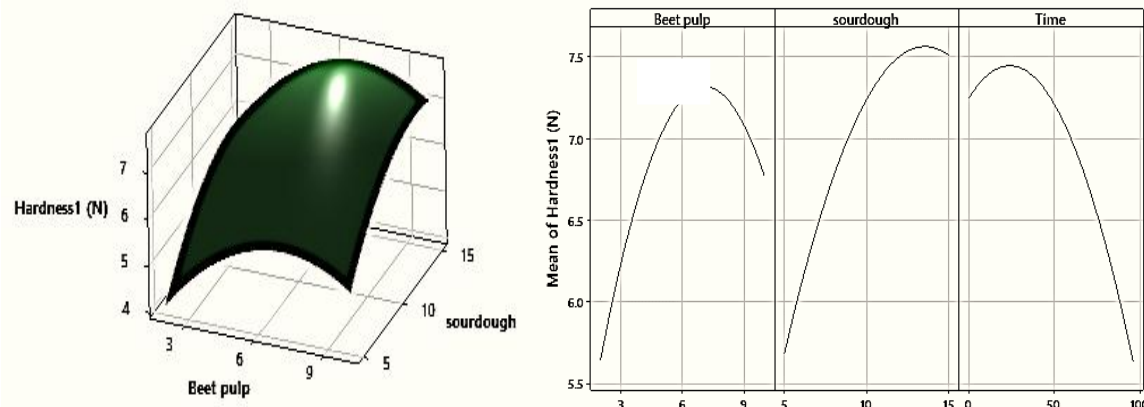 7
6
5
4
Hardness1 (N)
3
6
9
Beet pulp
15
10
5
sourdough
Beet pulp sourdough Time
7.5
7.0
6.5
6.0
5.5
Mean of Hardness1 (N)
3 6 9 5 10 15 0 50 100